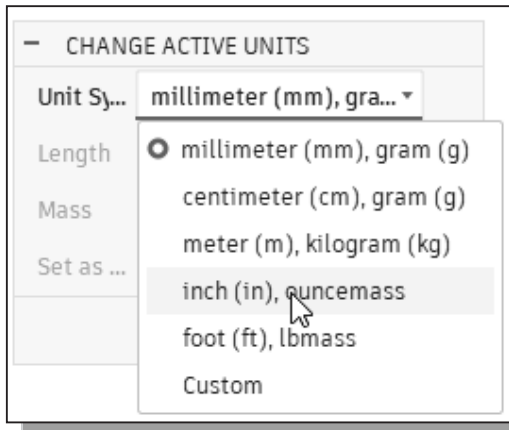 − CHANGE ACTIVE UNITS
Unit Sy... millimeter (mm), gra...
Length
millimeter (mm), gram (g)
Mass
centimeter (cm), gram (g)
meter (m), kilogram (kg)
Set as ...
inch (in), ouncemass
foot (ft), lbmass
Custom